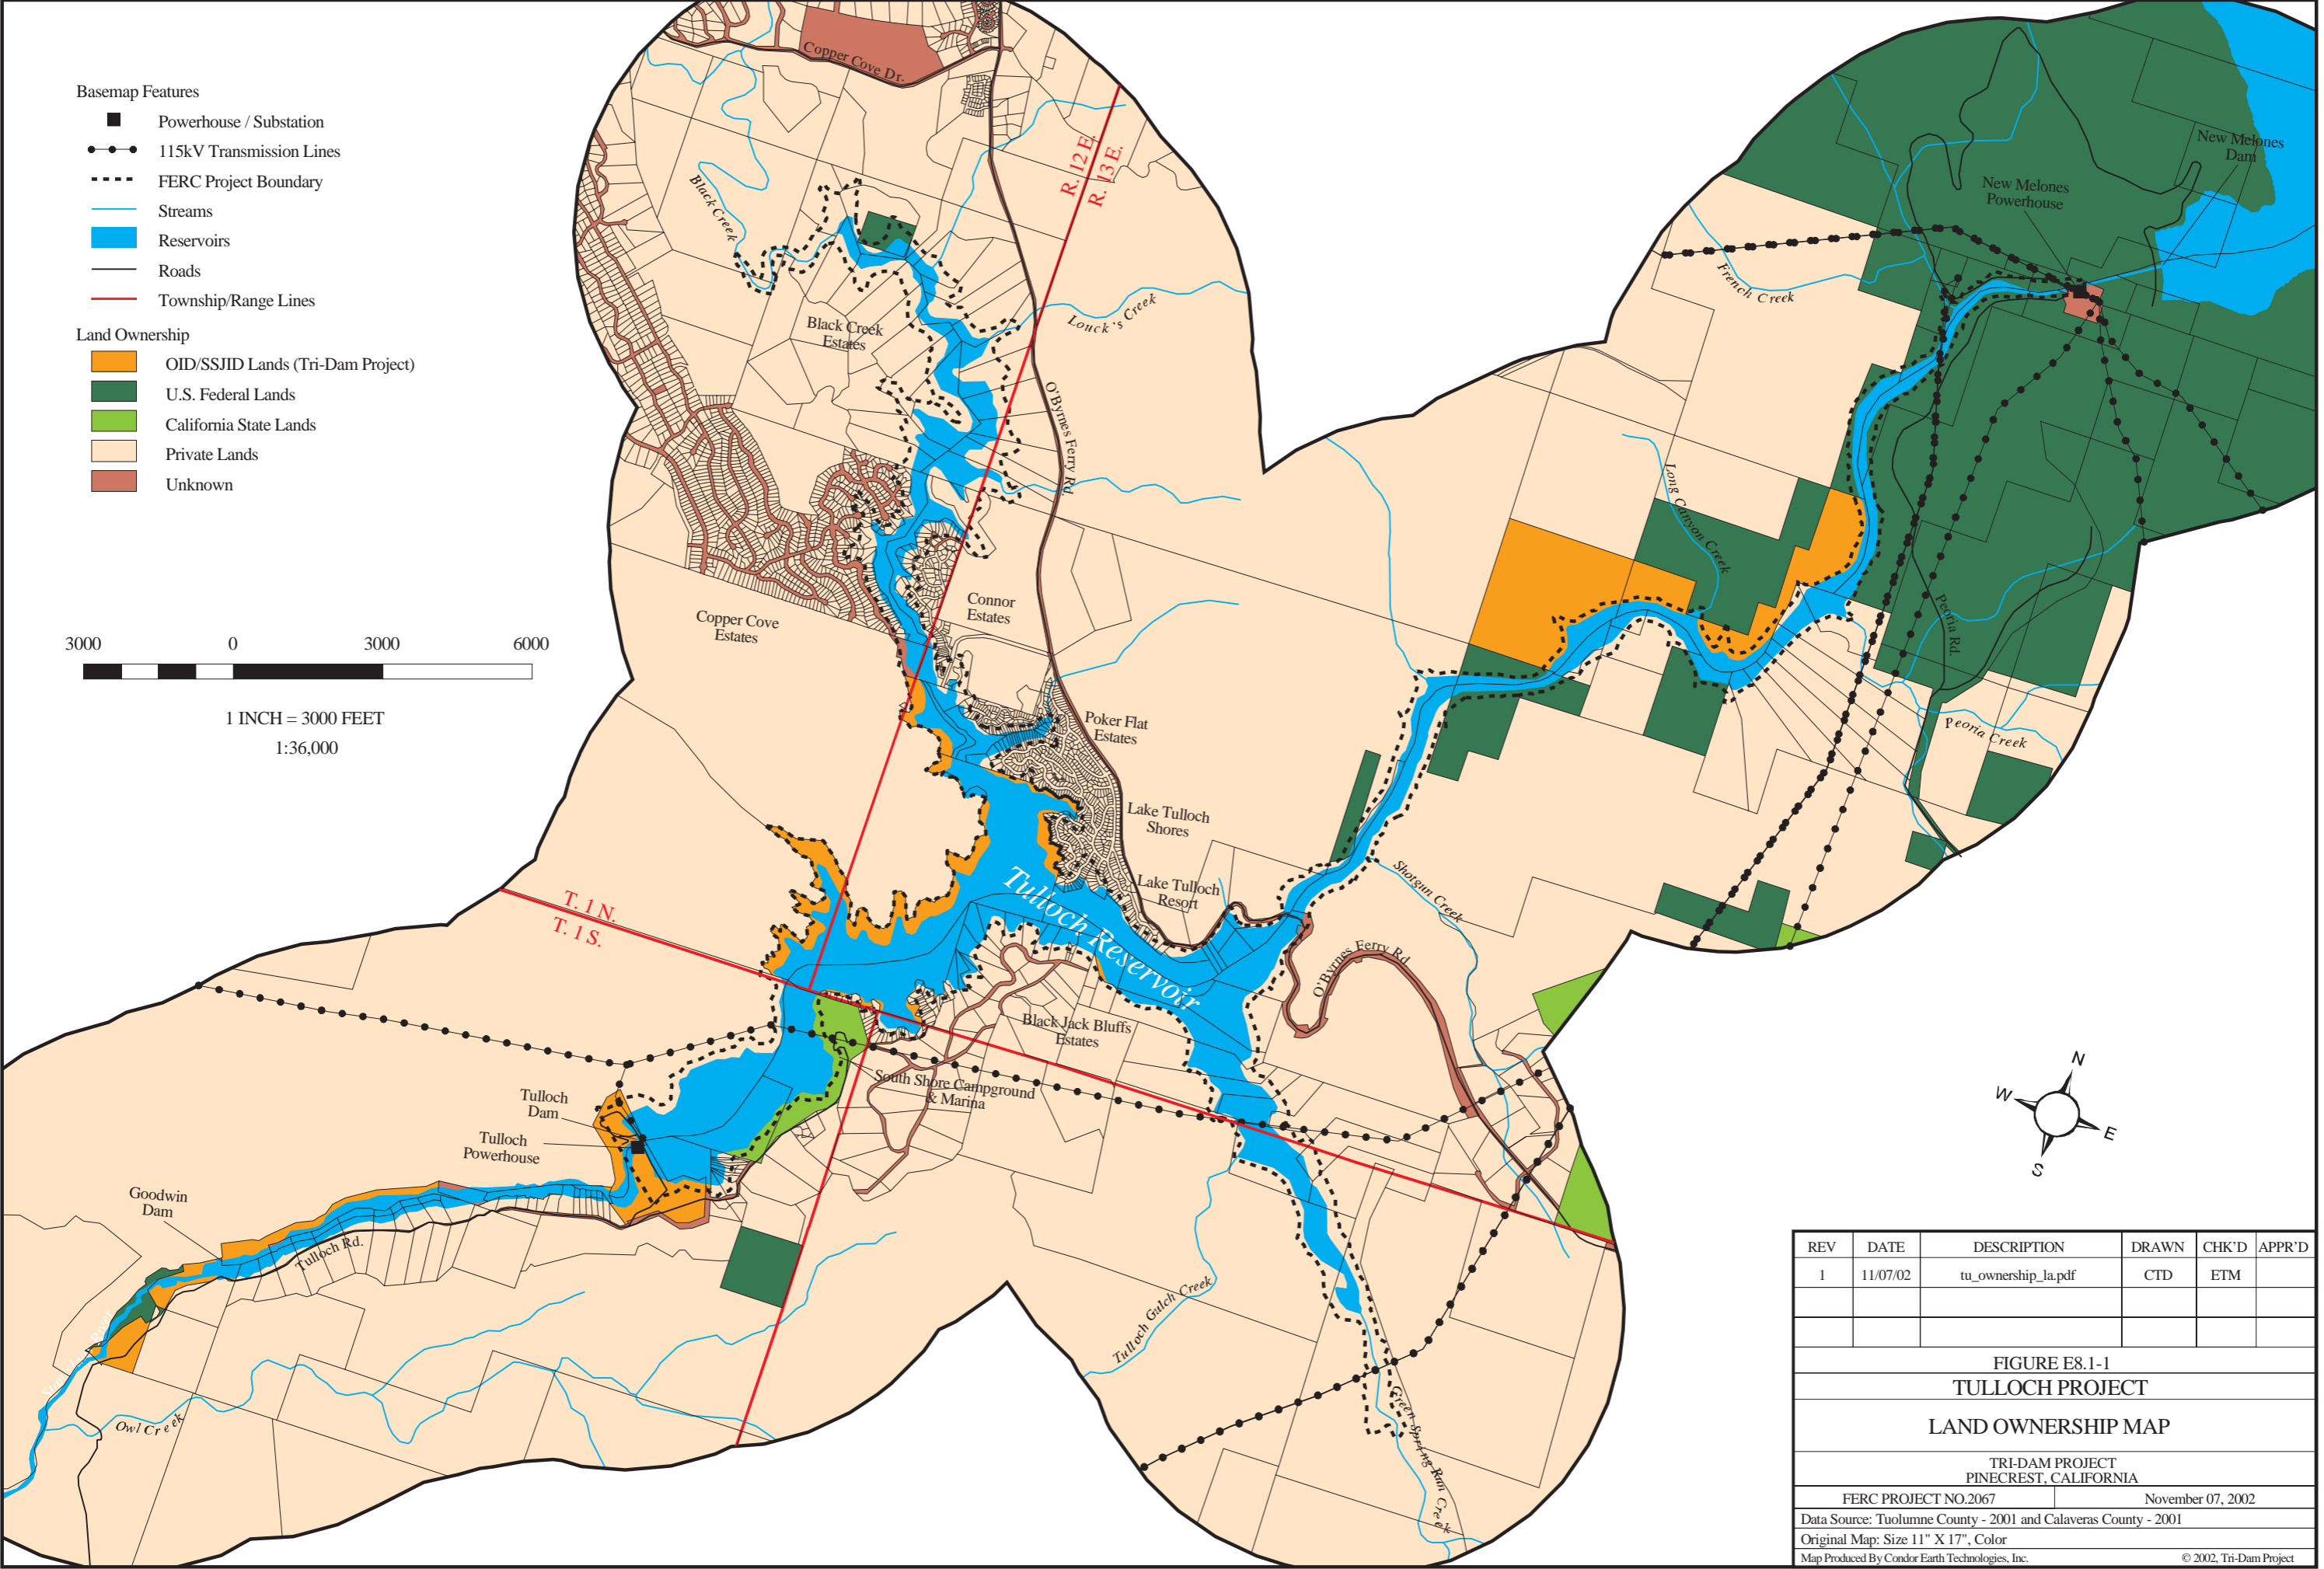 Basemap Features
Powerhouse / Substation
115kV Transmission Lines
FERC Project Boundary
Streams
Reservoirs
Roads
Township/Range Lines
Land Ownership
OID/SSJID Lands (Tri-Dam Project)
U.S. Federal Lands
California State Lands
Private Lands
Unknown
3000 0 3000 6000
1 INCH = 3000 FEET
1:36,000
Copper Cove Dr.
R. 12 E.
R. 13 E.
Black Creek
Black Creek
Estates
Louck's Creek
O'Byrnes Ferry Rd
Connor
Estates
Copper Cove
Estates
Poker Flat
Estates
Lake Tulloch
Shores
Lake Tulloch
Resort
Tulloch Reservoir
T. 1 N.
T. 1 S.
Black Jack Bluffs
Estates
South Shore Campground
& Marina
Tulloch
Dam
Tulloch
Powerhouse
Goodwin
Dam
Tulloch Rd.
River
Owl Creek
Tulloch Gulch Creek
Green Spring Run Creek
O'Byrnes Ferry Rd
Shotgun Creek
New Melones
Dam
New Melones
Powerhouse
French Creek
Long Canyon Creek
Peoria Rd.
Peoria Creek
N
W
E
S
REV DATE DESCRIPTION DRAWN CHK'D APPR'D
1 11/07/02 tu_ownership_la.pdf CTD ETM
FIGURE E8.1-1
TULLOCH PROJECT
LAND OWNERSHIP MAP
TRI-DAM PROJECT
PINECREST, CALIFORNIA
FERC PROJECT NO.2067 November 07, 2002
Data Source: Tuolumne County - 2001 and Calaveras County - 2001
Original Map: Size 11" X 17", Color
Map Produced By Condor Earth Technologies, Inc. © 2002, Tri-Dam Project